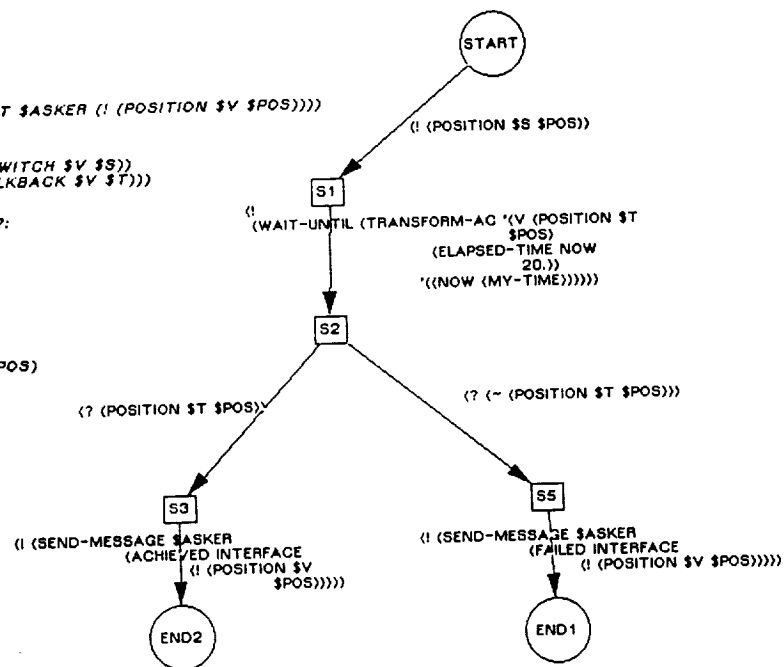 START
T $ASKER (! (POSITION $V $POS))))
(! (POSITION $S $POS))
WITCH $V $S))
LKBACK $V $T)))
S1
?:
(!
(WAIT-UNTIL (TRANSFORM-AC '(V (POSITION $T
$POS)
(ELAPSED-TIME NOW
20.))
'((NOW (MY-TIME))))))
S2
POS)
(? (POSITION $T $POS))
(? (~ (POSITION $T $POS)))
S3
S5
(! (SEND-MESSAGE $ASKER
(ACHIEVED INTERFACE
(! (POSITION $V
$POS)))))
(! (SEND-MESSAGE $ASKER
(FAILED INTERFACE
(! (POSITION $V $POS)))))
END2
END1